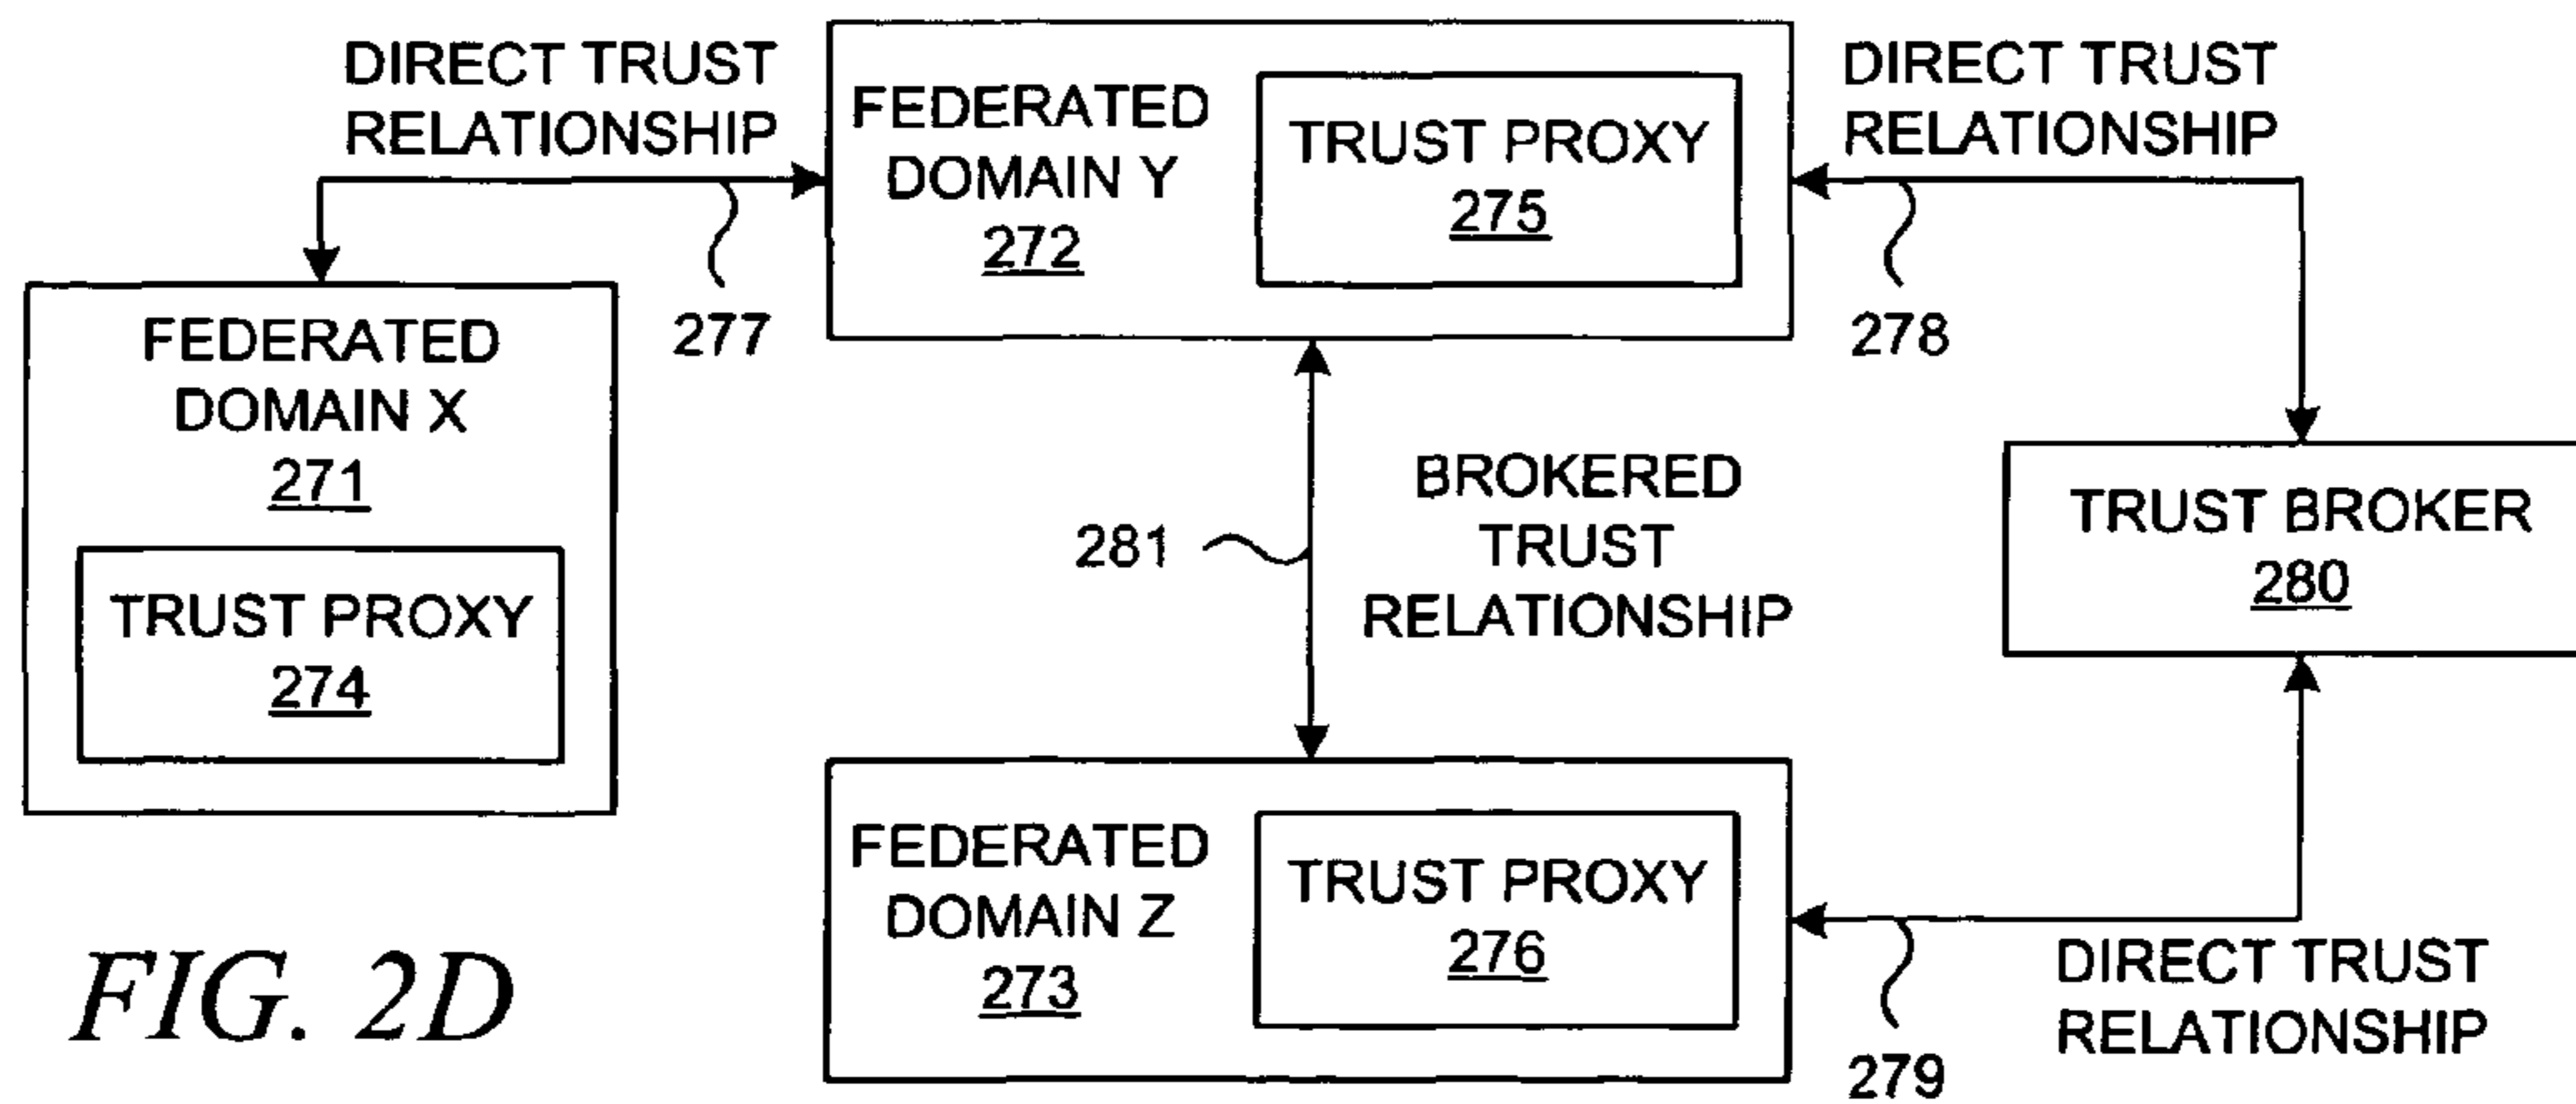 DIRECT TRUST
RELATIONSHIP
277
FEDERATED
DOMAIN X
271
TRUST PROXY
274
FEDERATED
DOMAIN Y
272
TRUST PROXY
275
DIRECT TRUST
RELATIONSHIP
278
281
BROKERED
TRUST
RELATIONSHIP
TRUST BROKER
280
FEDERATED
DOMAIN Z
273
TRUST PROXY
276
279
DIRECT TRUST
RELATIONSHIP
FIG. 2D